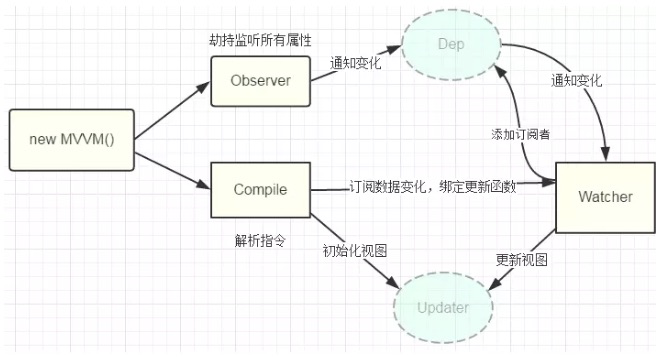 劫持监听所有属性
Dep
Observer
通知变化
通知变化
new MVVM()
添加订阅者
Compile
订阅数据变化，绑定更新函数
Watcher
解析指令
初始化视图
更新视图
Updater